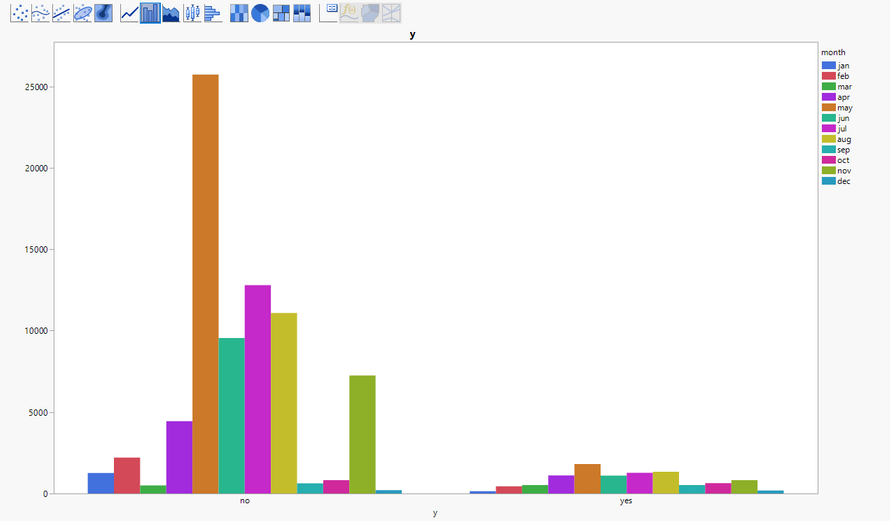 y
month
jan
feb
mar
apr
may
jun
jul
aug
sep
oct
nov
dec
25000
20000
15000
10000
5000
0
no
yes
y